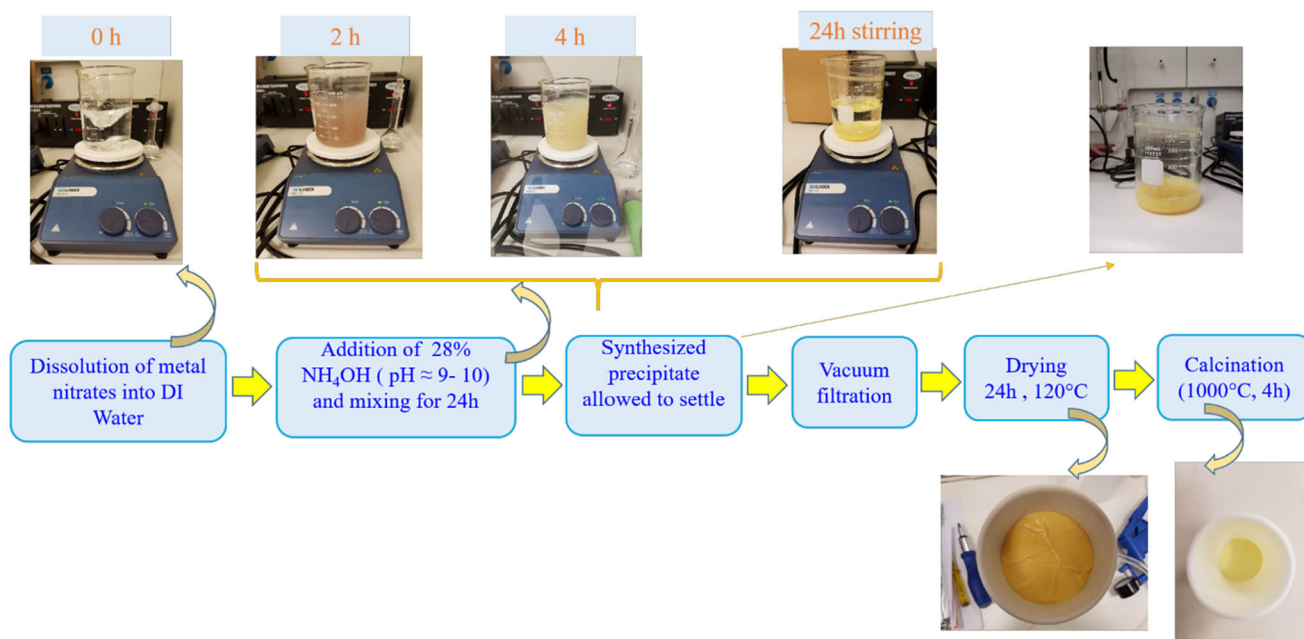 0 h
2 h
4 h
24h stirring
Dissolution of metal
nitrates into DI
Water
Addition of 28%
NH₄OH ( pH ≈ 9- 10)
and mixing for 24h
Synthesized
precipitate
allowed to settle
Vacuum
filtration
Drying
24h , 120°C
Calcination
(1000°C, 4h)